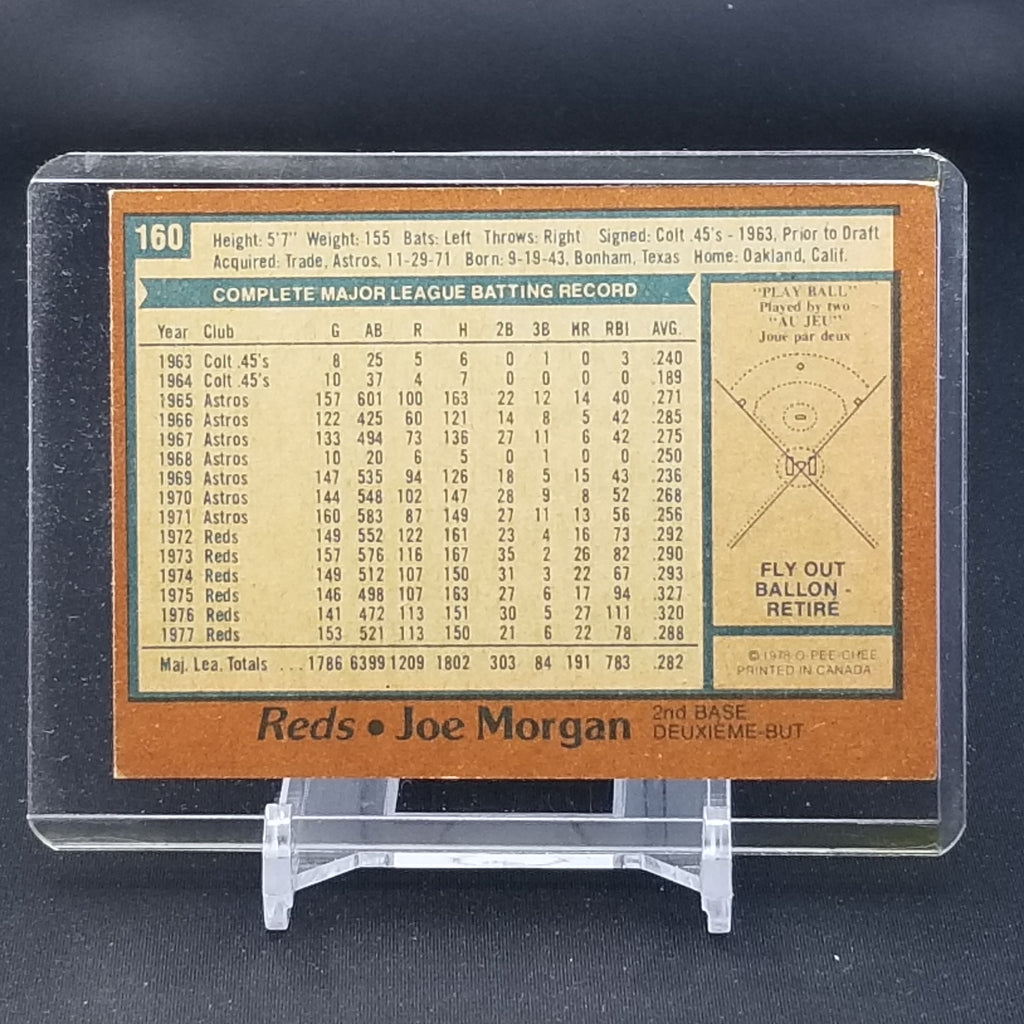 160
Height: 5'7" Weight: 155 Bats: Left Throws: Right Signed: Colt .45's - 1963, Prior to Draft
Acquired: Trade, Astros, 11-29-71 Born: 9-19-43, Bonham, Texas Home: Oakland, Calif.
COMPLETE MAJOR LEAGUE BATTING RECORD
Year Club G AB R H 2B 3B HR RBI AVG.
1963 Colt .45's 8 25 5 6 0 1 0 3 .240
1964 Colt .45's 10 37 4 7 0 0 0 0 .189
1965 Astros 157 601 100 163 22 12 14 40 .271
1966 Astros 122 425 60 121 14 8 5 42 .285
1967 Astros 133 494 73 136 27 11 6 42 .275
1968 Astros 10 20 6 5 0 1 0 0 .250
1969 Astros 147 535 94 126 18 5 15 43 .236
1970 Astros 144 548 102 147 28 9 8 52 .268
1971 Astros 160 583 87 149 27 11 13 56 .256
1972 Reds 149 552 122 161 23 4 16 73 .292
1973 Reds 157 576 116 167 35 2 26 82 .290
1974 Reds 149 512 107 150 31 3 22 67 .293
1975 Reds 146 498 107 163 27 6 17 94 .327
1976 Reds 141 472 113 151 30 5 27 111 .320
1977 Reds 153 521 113 150 21 6 22 78 .288
Maj. Lea. Totals ... 1786 6399 1209 1802 303 84 191 783 .282
"PLAY BALL"
Played by two
"AU JEU"
Joue par deux
FLY OUT
BALLON -
RETIRÉ
© 1978 O-PEE-CHEE
PRINTED IN CANADA
Reds • Joe Morgan
2nd BASE
DEUXIÈME-BUT